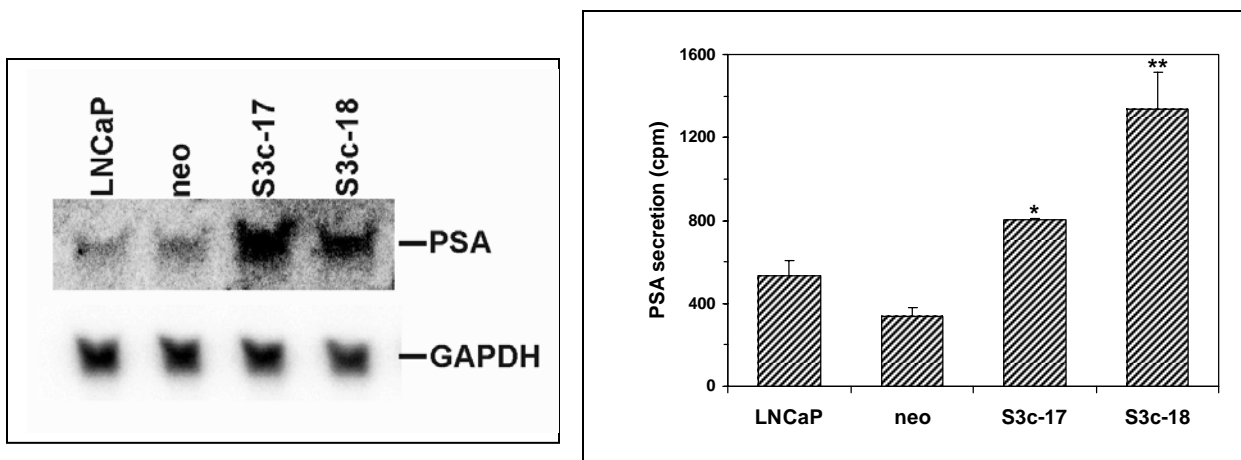 LNCaP
neo
S3c-17
S3c-18
PSA
GAPDH
PSA secretion (cpm)
1600
1200
800
400
0
*
**
LNCaP
neo
S3c-17
S3c-18